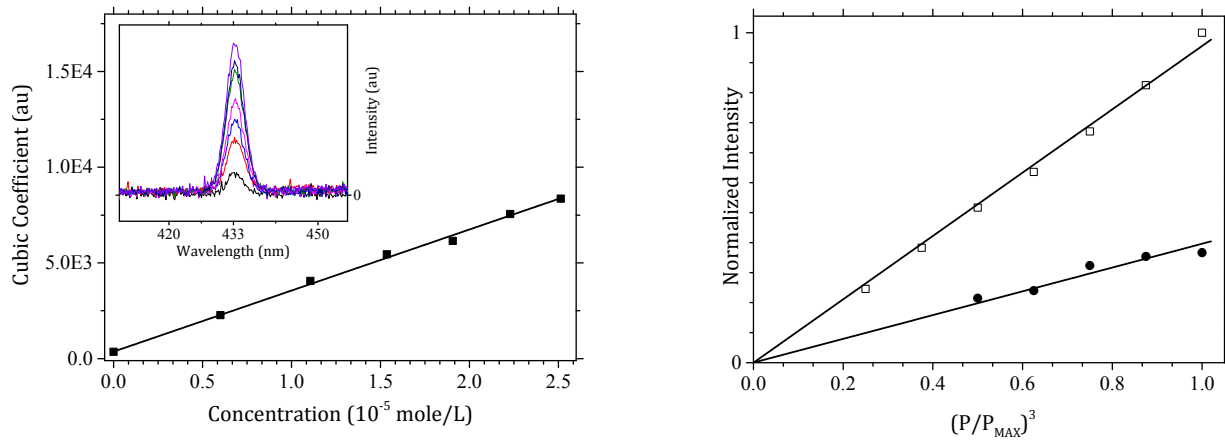 Cubic Coefficient (au)
1.5E4
1.0E4
5.0E3
0.0
0.0
0.5
1.0
1.5
2.0
2.5
Concentration (10⁻⁵ mole/L)
Intensity (au)
0
420
433
450
Wavelength (nm)
Normalized Intensity
1
0
0.0
0.2
0.4
0.6
0.8
1.0
(P/P_MAX)³